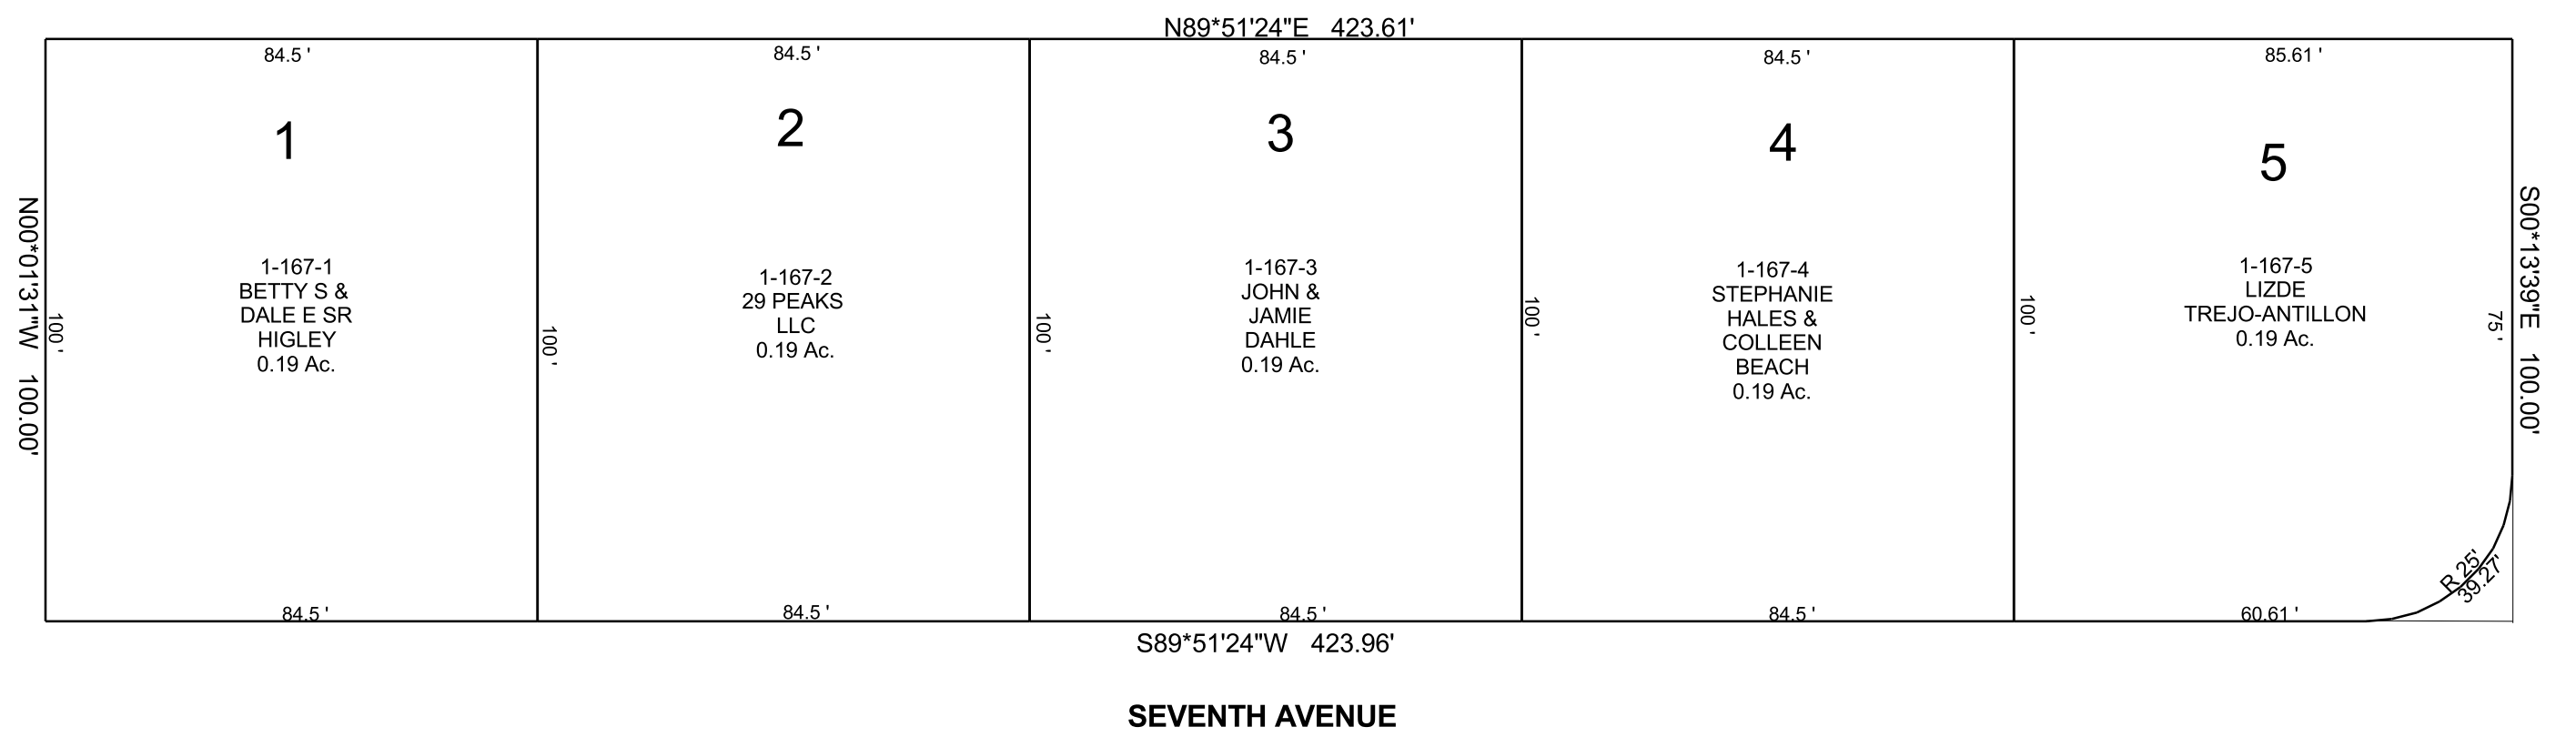 N89*51'24"E 423.61'
84.5 '
84.5 '
84.5 '
84.5 '
85.61 '
1
2
3
4
5
N00*01'31"W 100.00'
100 '
1-167-1
BETTY S &
DALE E SR
HIGLEY
0.19 Ac.
100 '
1-167-2
29 PEAKS
LLC
0.19 Ac.
100 '
1-167-3
JOHN &
JAMIE
DAHLE
0.19 Ac.
100 '
1-167-4
STEPHANIE
HALES &
COLLEEN
BEACH
0.19 Ac.
100 '
1-167-5
LIZDE
TREJO-ANTILLON
0.19 Ac.
75 '
S00*13'39"E 100.00'
R 25'
39.27'
84.5 '
84.5 '
84.5 '
84.5 '
60.61 '
S89*51'24"W 423.96'
SEVENTH AVENUE